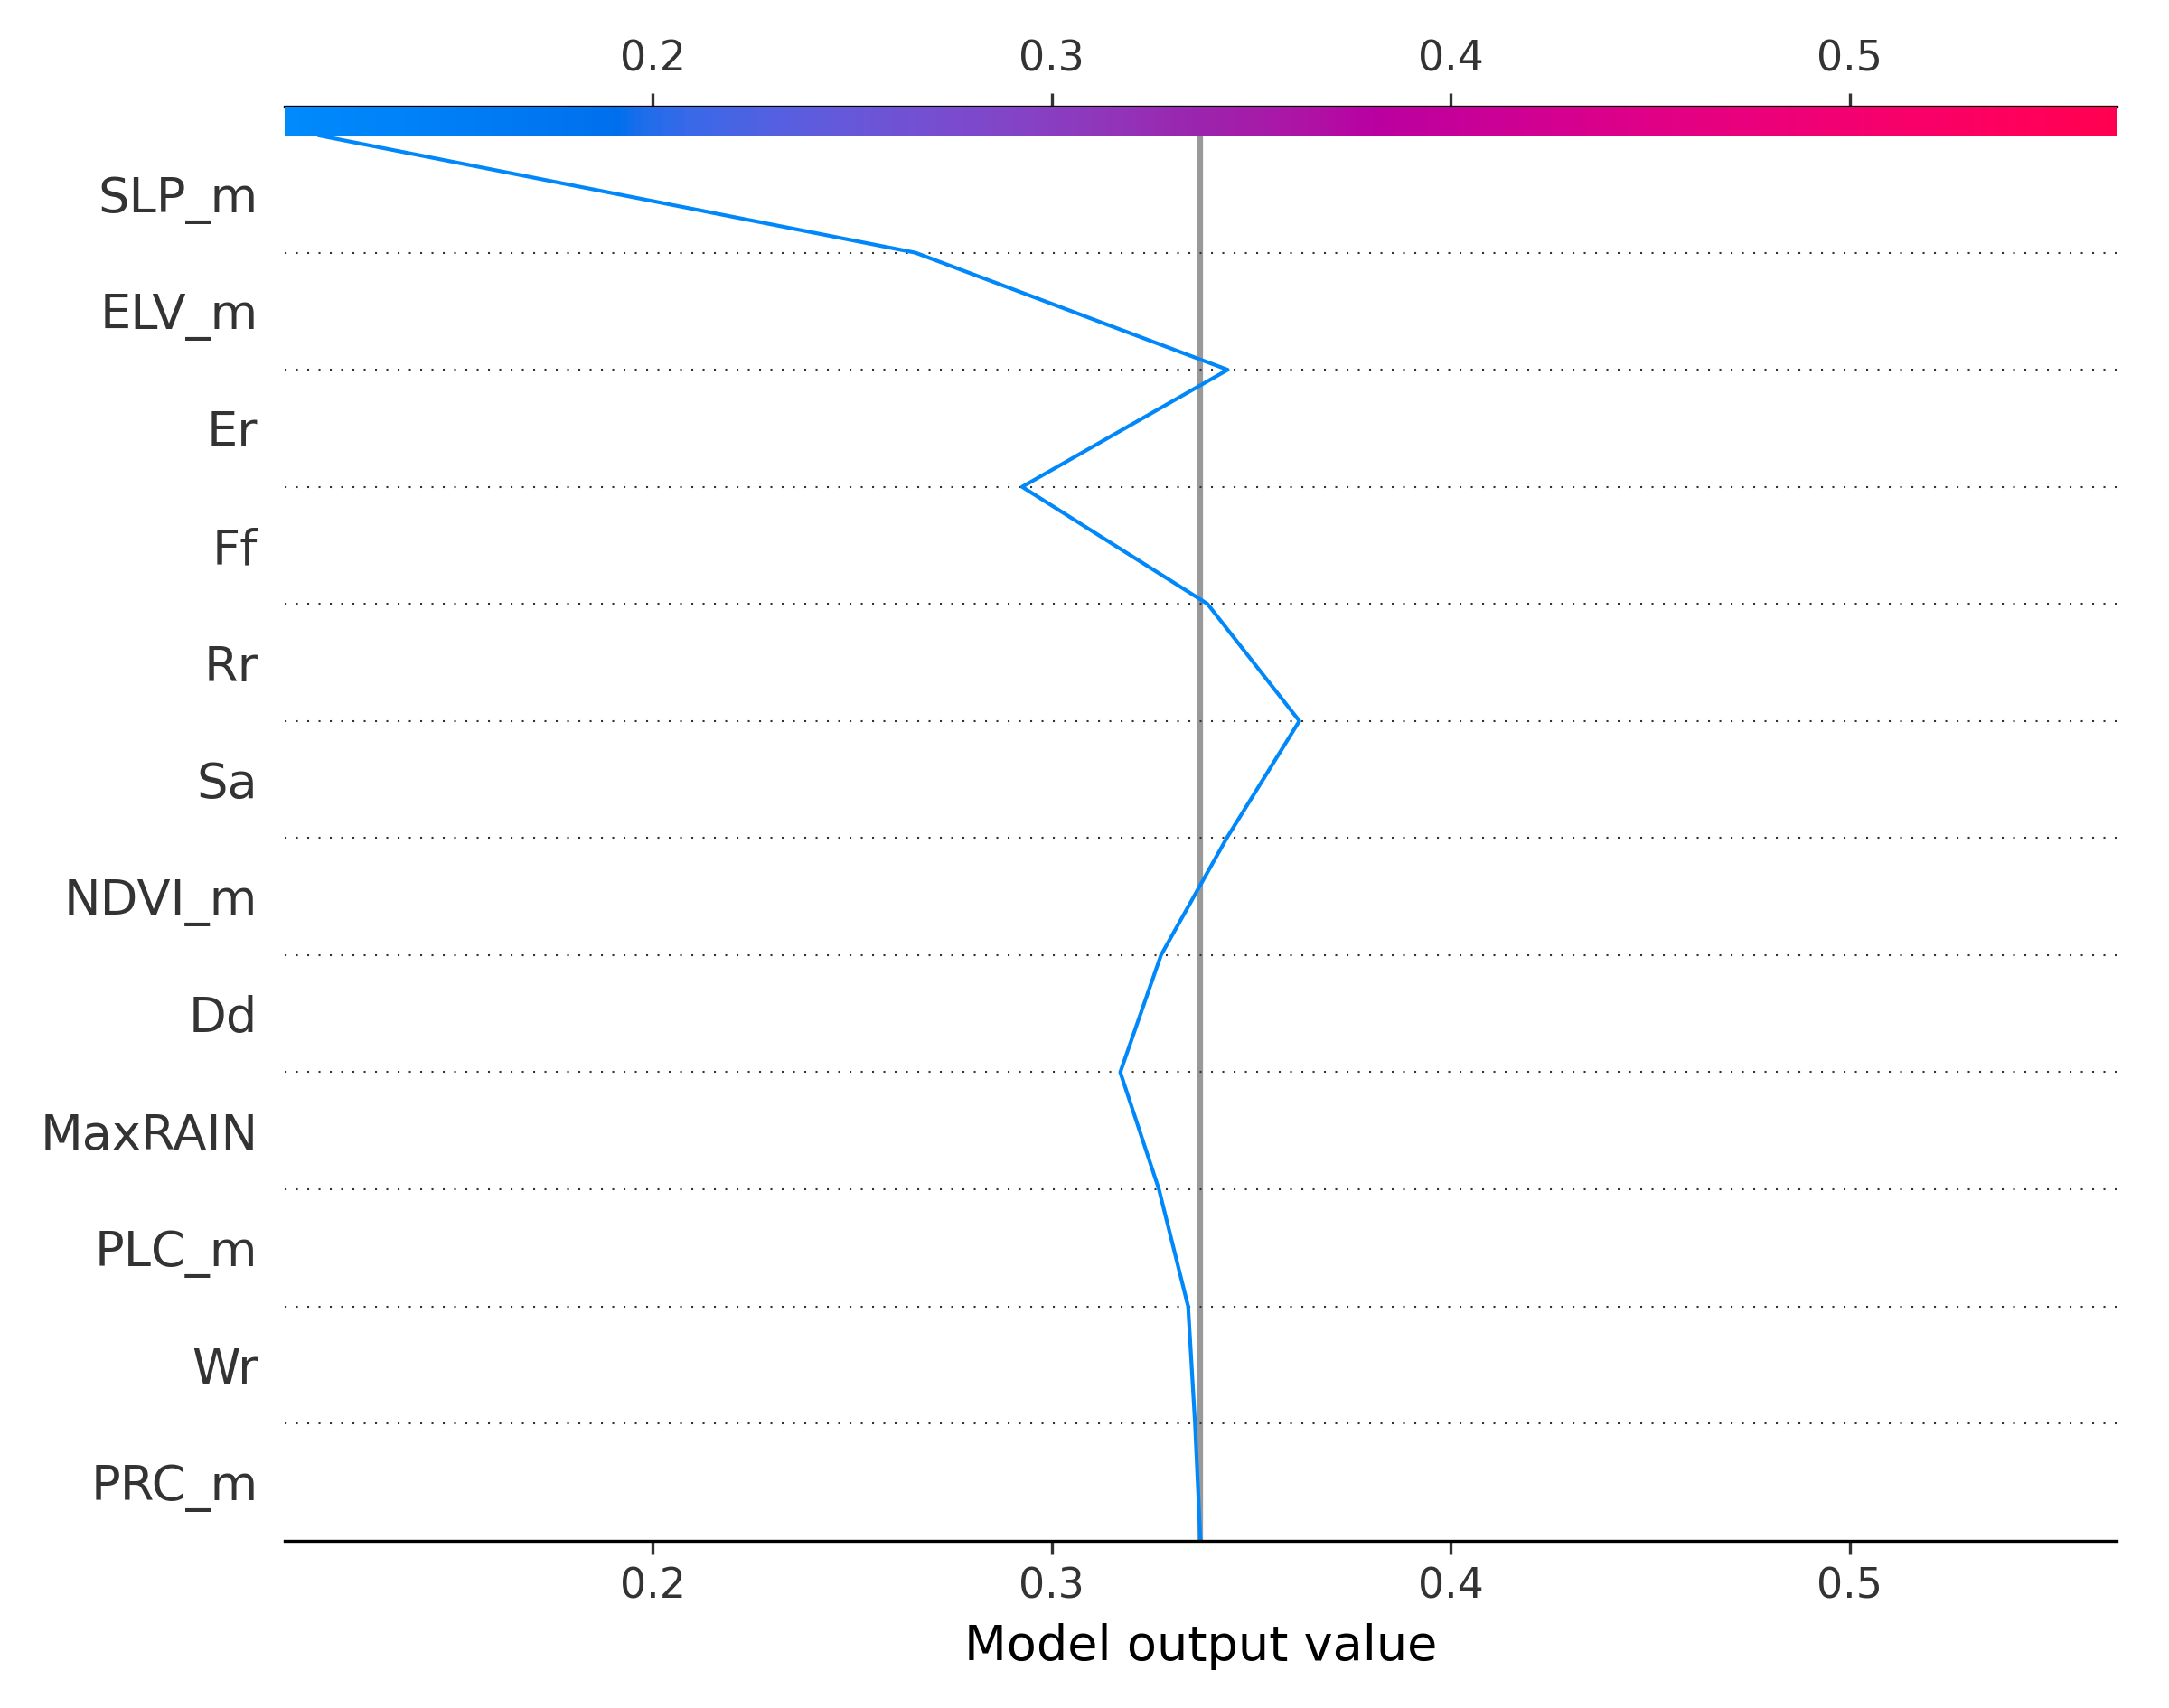 0.2 0.3 0.4 0.5
SLP_m
ELV_m
Er
Ff
Rr
Sa
NDVI_m
Dd
MaxRAIN
PLC_m
Wr
PRC_m
0.2 0.3 0.4 0.5
Model output value